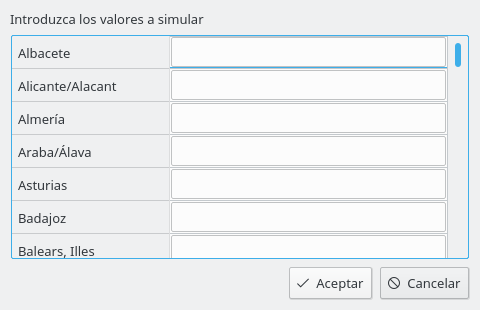 Introduzca los valores a simular
Albacete
Alicante/Alacant
Almería
Araba/Álava
Asturias
Badajoz
Balears, Illes
Aceptar
Cancelar